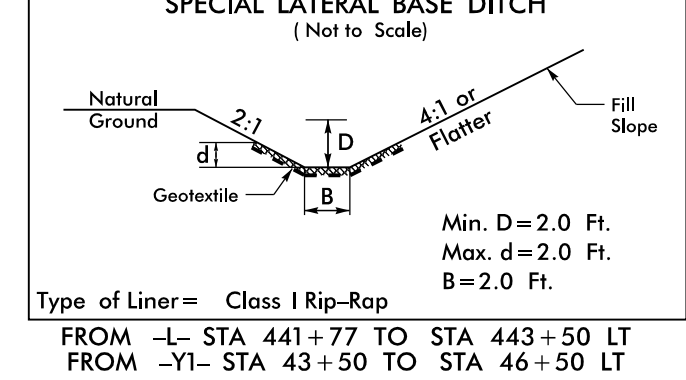 SPECIAL LATERAL BASE DITCH
( Not to Scale)
Natural
Ground
2:1
D
4:1 or
Flatter
Fill
Slope
d
Geotextile
B
Min. D=2.0 Ft.
Max. d=2.0 Ft.
B=2.0 Ft.
Type of Liner= Class I Rip-Rap
FROM -L- STA 441+77 TO STA 443+50 LT
FROM -Y1- STA 43+50 TO STA 46+50 LT